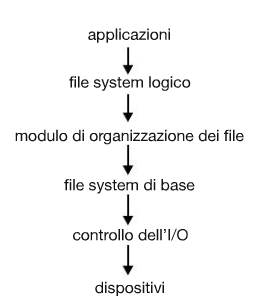 applicazioni
file system logico
modulo di organizzazione dei file
file system di base
controllo dell'I/O
dispositivi